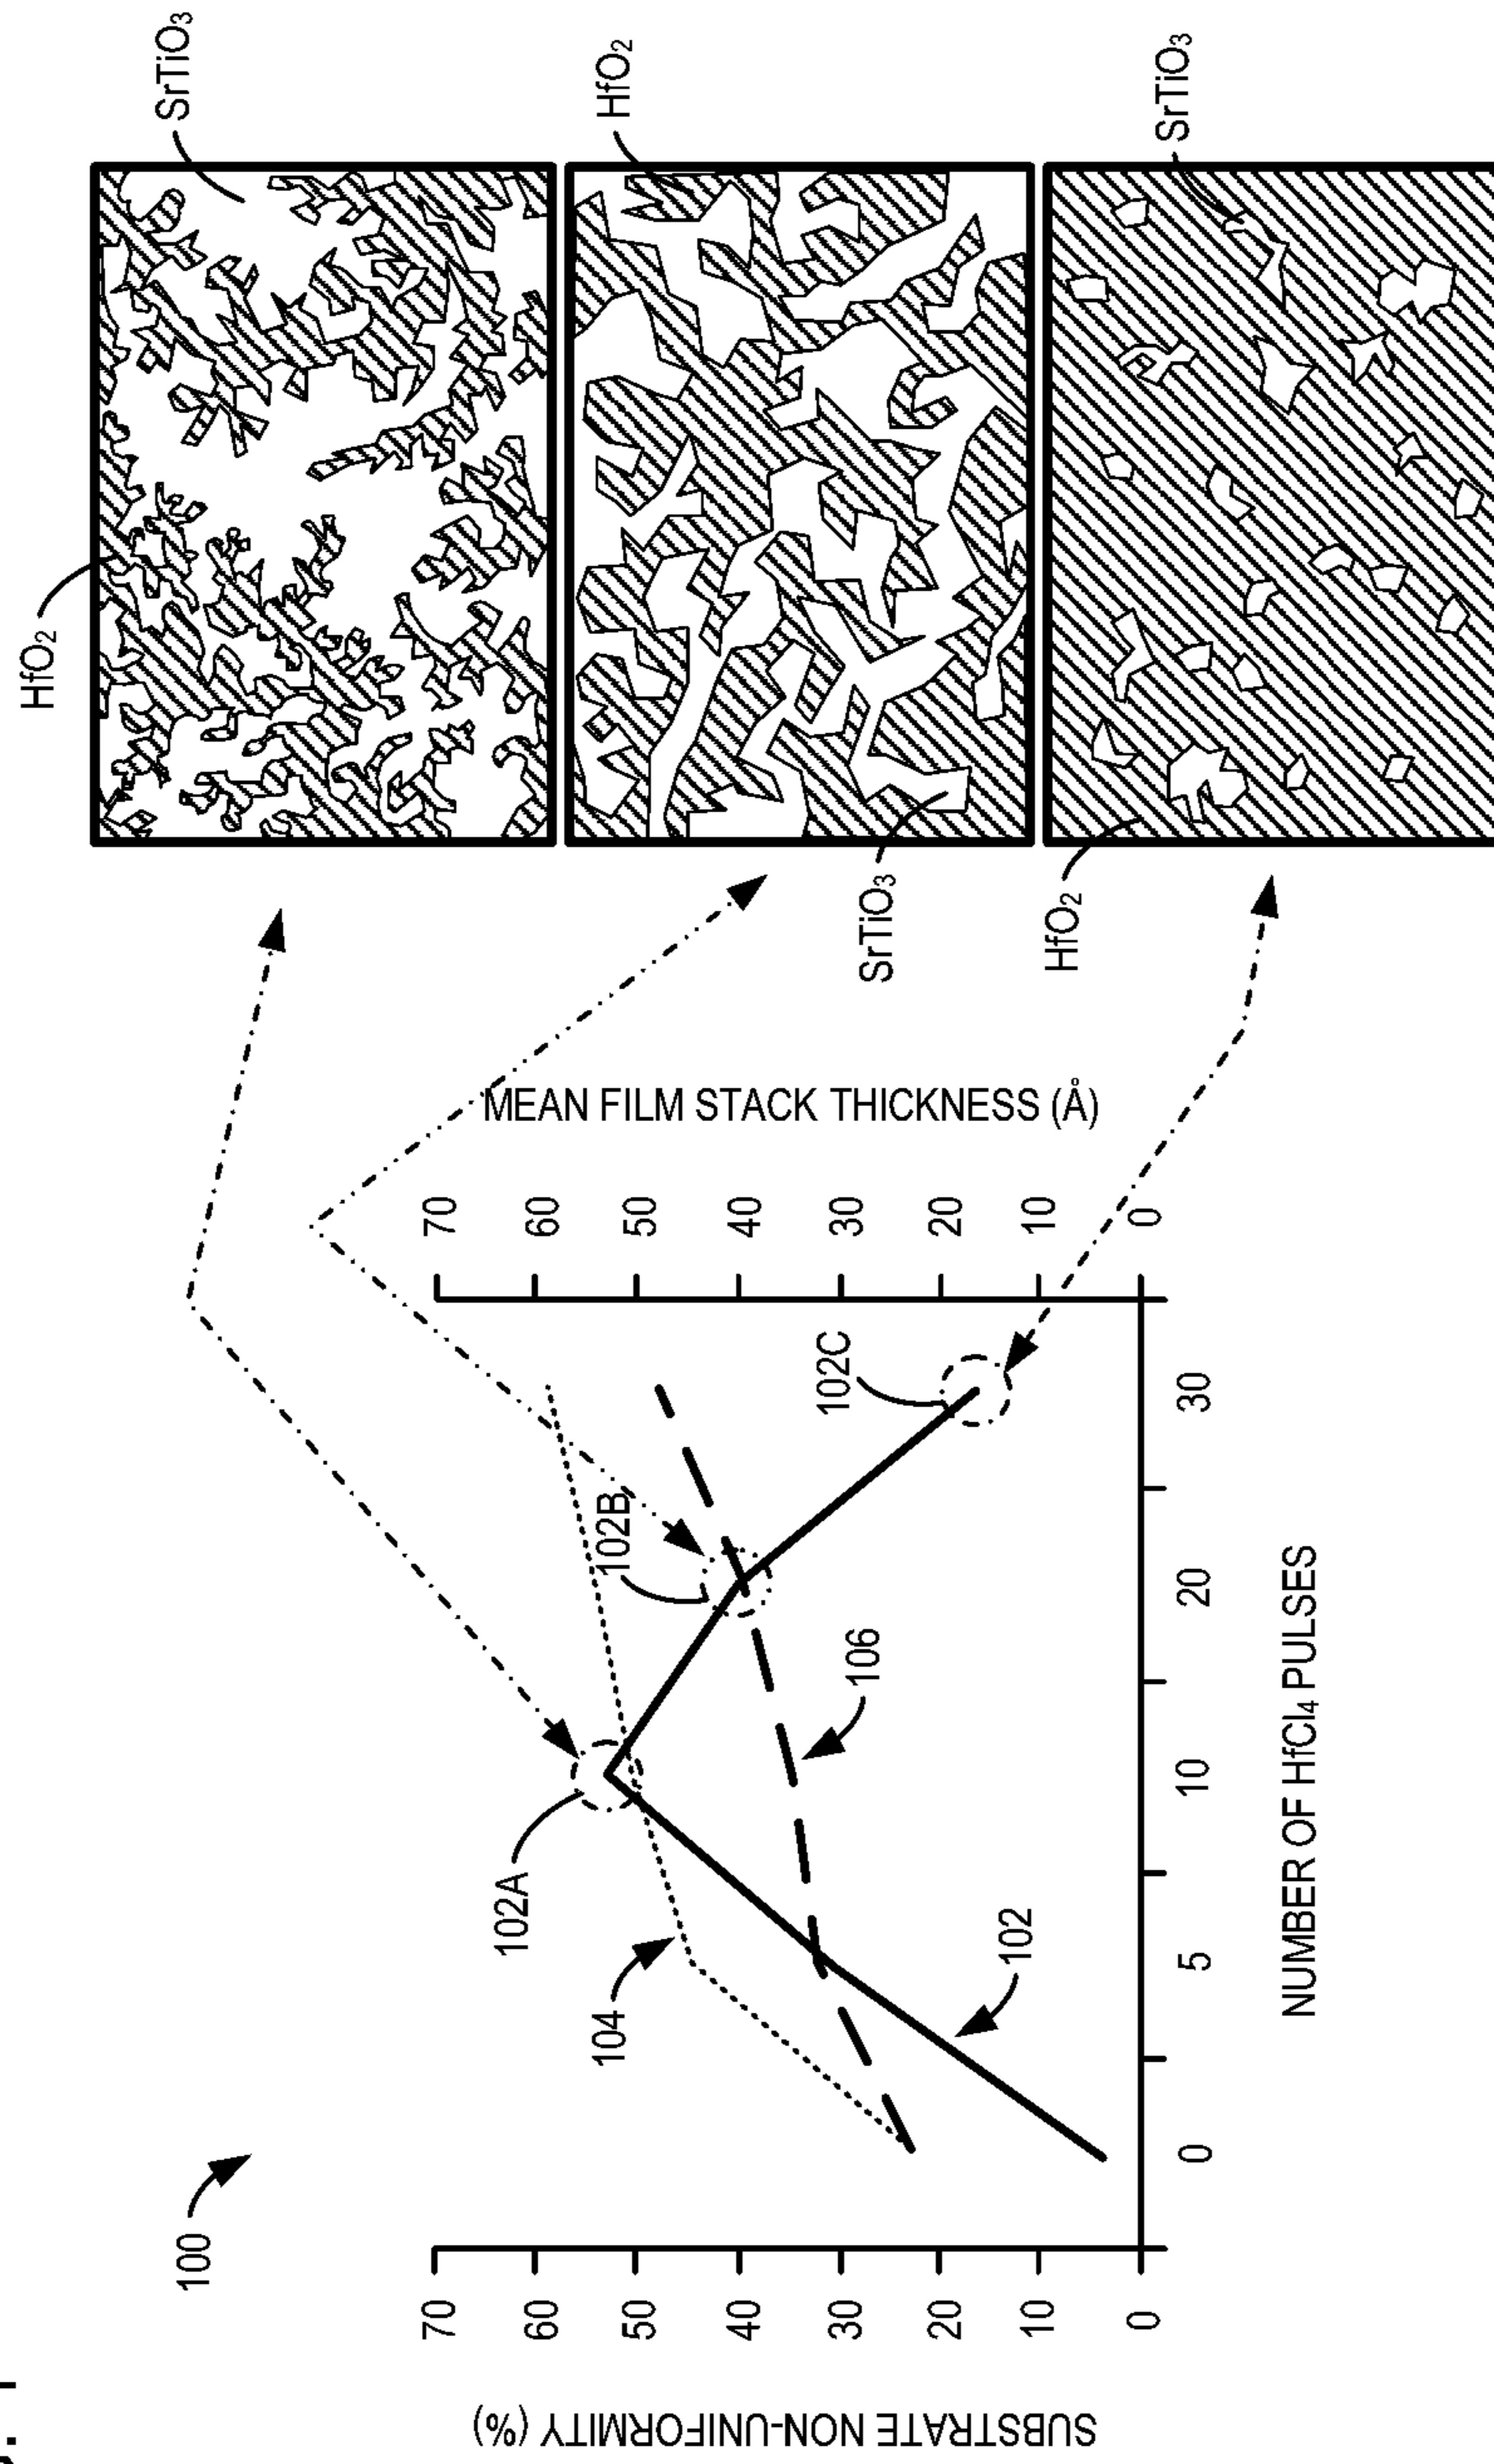 100
SUBSTRATE NON-UNIFORMITY (%)
70
60
50
40
30
20
10
0
104
102A
102B
102C
106
102
0
5
10
20
30
NUMBER OF HfCl₄ PULSES
70
60
50
40
30
20
10
0
MEAN FILM STACK THICKNESS (Å)
HfO₂
SrTiO₃
HfO₂
SrTiO₃
HfO₂
SrTiO₃